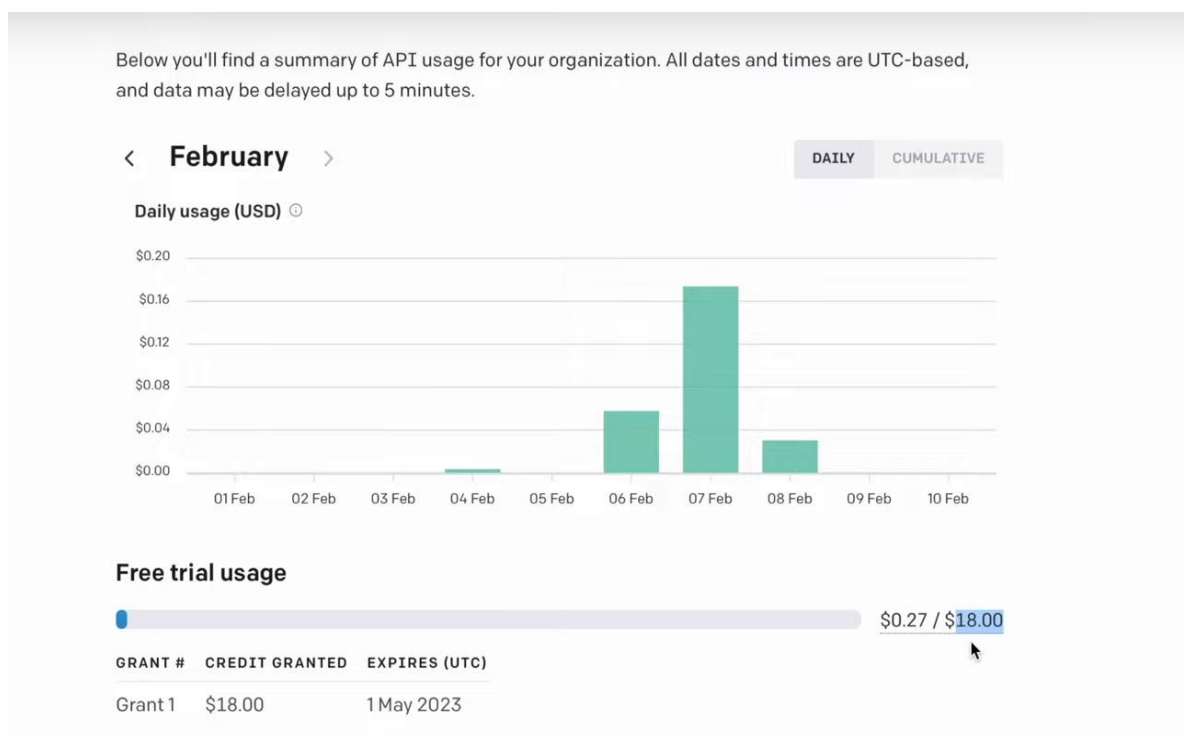 Below you'll find a summary of API usage for your organization. All dates and times are UTC-based,
and data may be delayed up to 5 minutes.
February
DAILY CUMULATIVE
Daily usage (USD)
$0.20
$0.16
$0.12
$0.08
$0.04
$0.00
01 Feb 02 Feb 03 Feb 04 Feb 05 Feb 06 Feb 07 Feb 08 Feb 09 Feb 10 Feb
Free trial usage
$0.27 / $18.00
GRANT # CREDIT GRANTED EXPIRES (UTC)
Grant 1 $18.00 1 May 2023